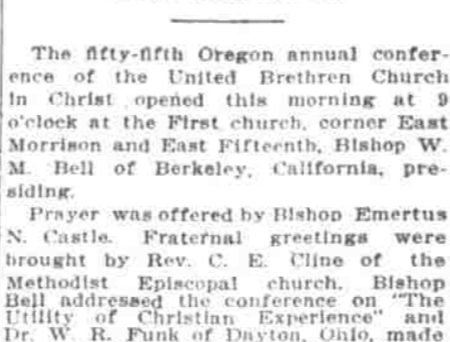 The fifty-fifth Oregon annual confer-
ence of the United Brethren Church
in Christ opened this morning at 9
o'clock at the First church, corner East
Morrison and East Fifteenth, Bishop W.
M. Bell of Berkeley, California, pre-
siding.
Prayer was offered by Bishop Emertus
N. Castle. Fraternal greetings were
brought by Rev. C. E. Cline of the
Methodist Episcopal church. Bishop
Bell addressed the conference on "The
Utility of Christian Experience" and
Dr. W. R. Funk of Dayton, Ohio, made